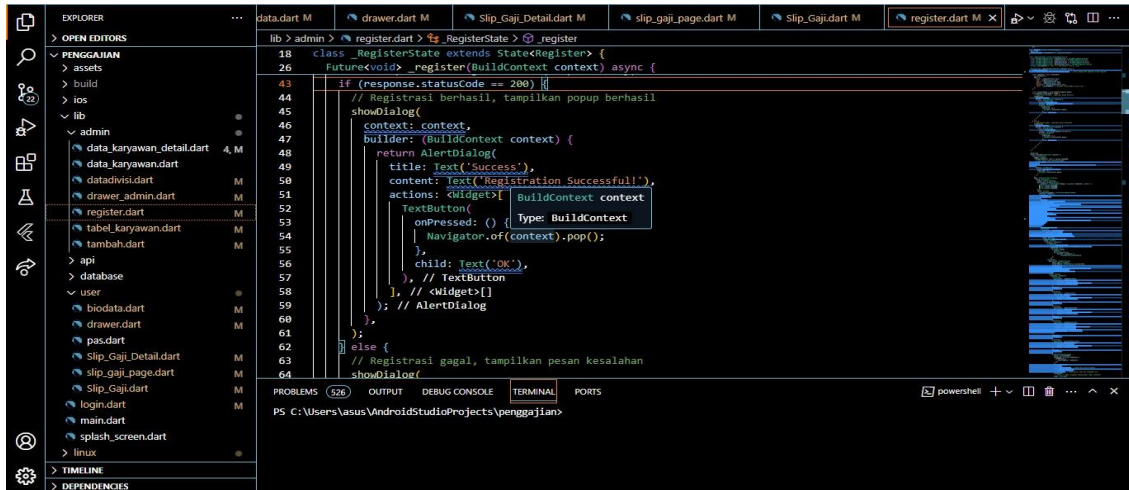 EXPLORER
> OPEN EDITORS
PENGGAJIAN
> assets
> build
> ios
lib
admin
data_karyawan_detail.dart 4, M
data_karyawan.dart
datadivisi.dart M
drawer_admin.dart M
register.dart M
tabel_karyawan.dart M
tambah.dart M
> api
> database
user
biodata.dart M
drawer.dart M
pas.dart
Slip_Gaji_Detail.dart M
slip_gaji_page.dart M
Slip_Gaji.dart M
login.dart M
main.dart
splash_screen.dart
> linux
> TIMELINE
> DEPENDENCIES
22
data.dart M drawer.dart M Slip_Gaji_Detail.dart M slip_gaji_page.dart M Slip_Gaji.dart M register.dart M
lib > admin > register.dart > _RegisterState > _register
18 class _RegisterState extends State<Register> {
26 Future<void> _register(BuildContext context) async {
43 if (response.statusCode == 200) {
44 // Registrasi berhasil, tampilkan popup berhasil
45 showDialog(
46 context: context,
47 builder: (BuildContext context) {
48 return AlertDialog(
49 title: Text('Success'),
50 content: Text('Registration Successful!'),
51 actions: <Widget>[
52 TextButton(
53 onPressed: () {
54 Navigator.of(context).pop();
55 },
56 child: Text('OK'),
57 ), // TextButton
58 ], // <Widget>[]
59 ); // AlertDialog
60 },
61 );
62 } else {
63 // Registrasi gagal, tampilkan pesan kesalahan
64 showDialog(
BuildContext context
Type: BuildContext
PROBLEMS 526 OUTPUT DEBUG CONSOLE TERMINAL PORTS powershell
PS C:\Users\asus\AndroidStudioProjects\penggajian>